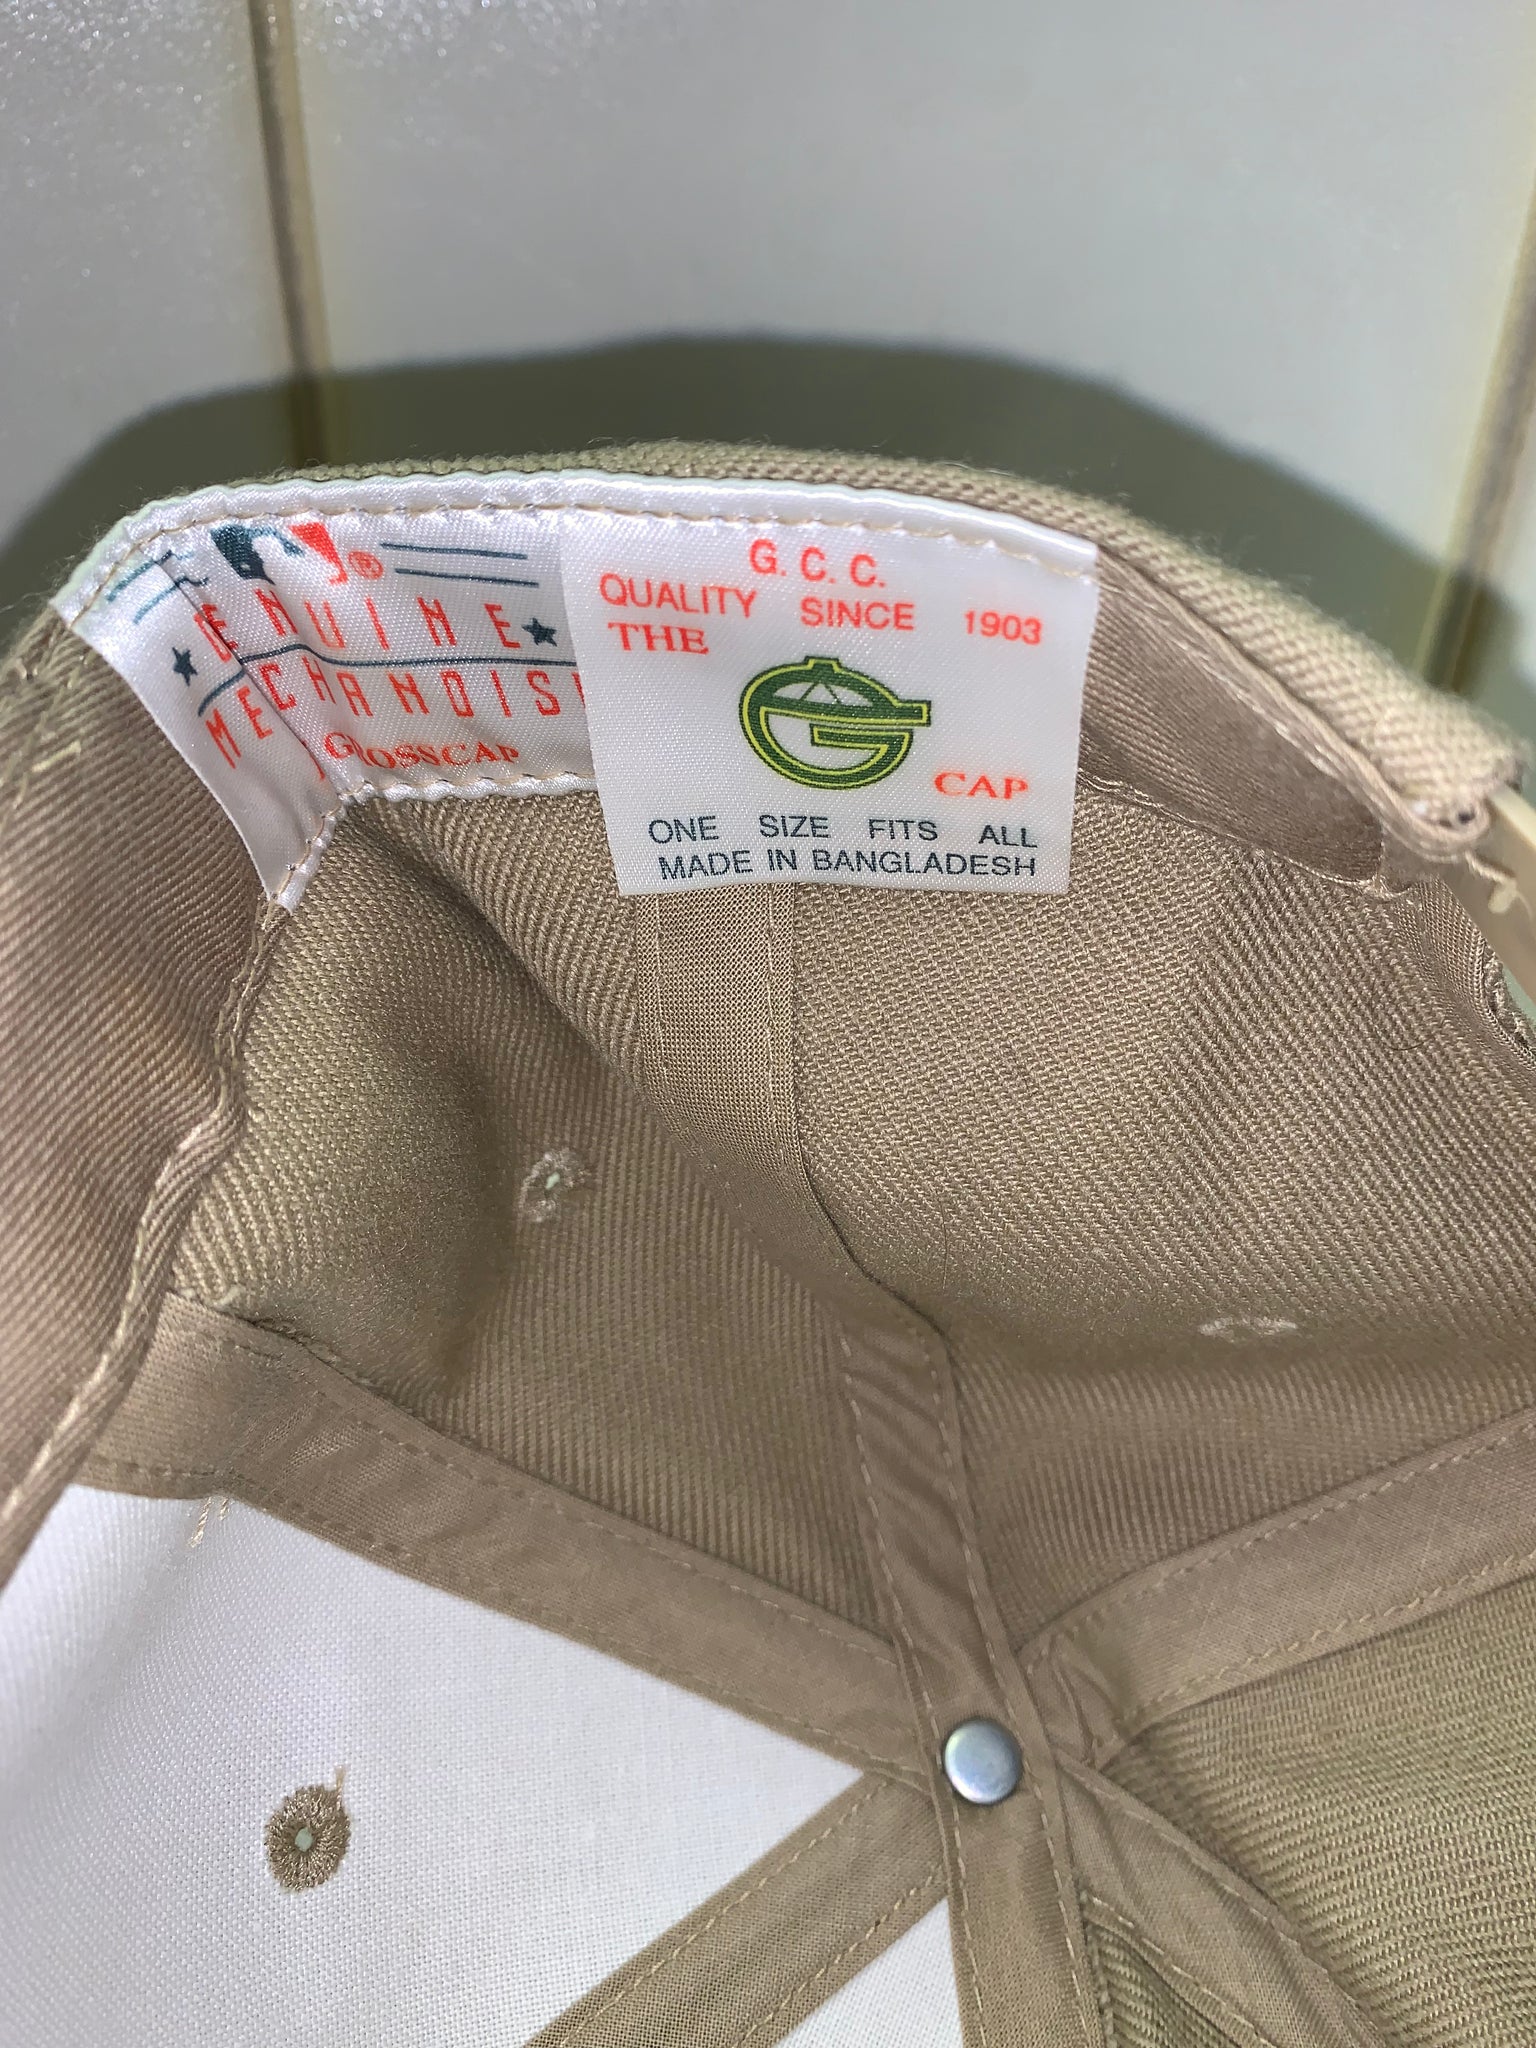 ®
GENUINE
MERCHANDISE
GROSSCAP
G. C. C.
QUALITY SINCE 1903
THE
G
CAP
ONE SIZE FITS ALL
MADE IN BANGLADESH